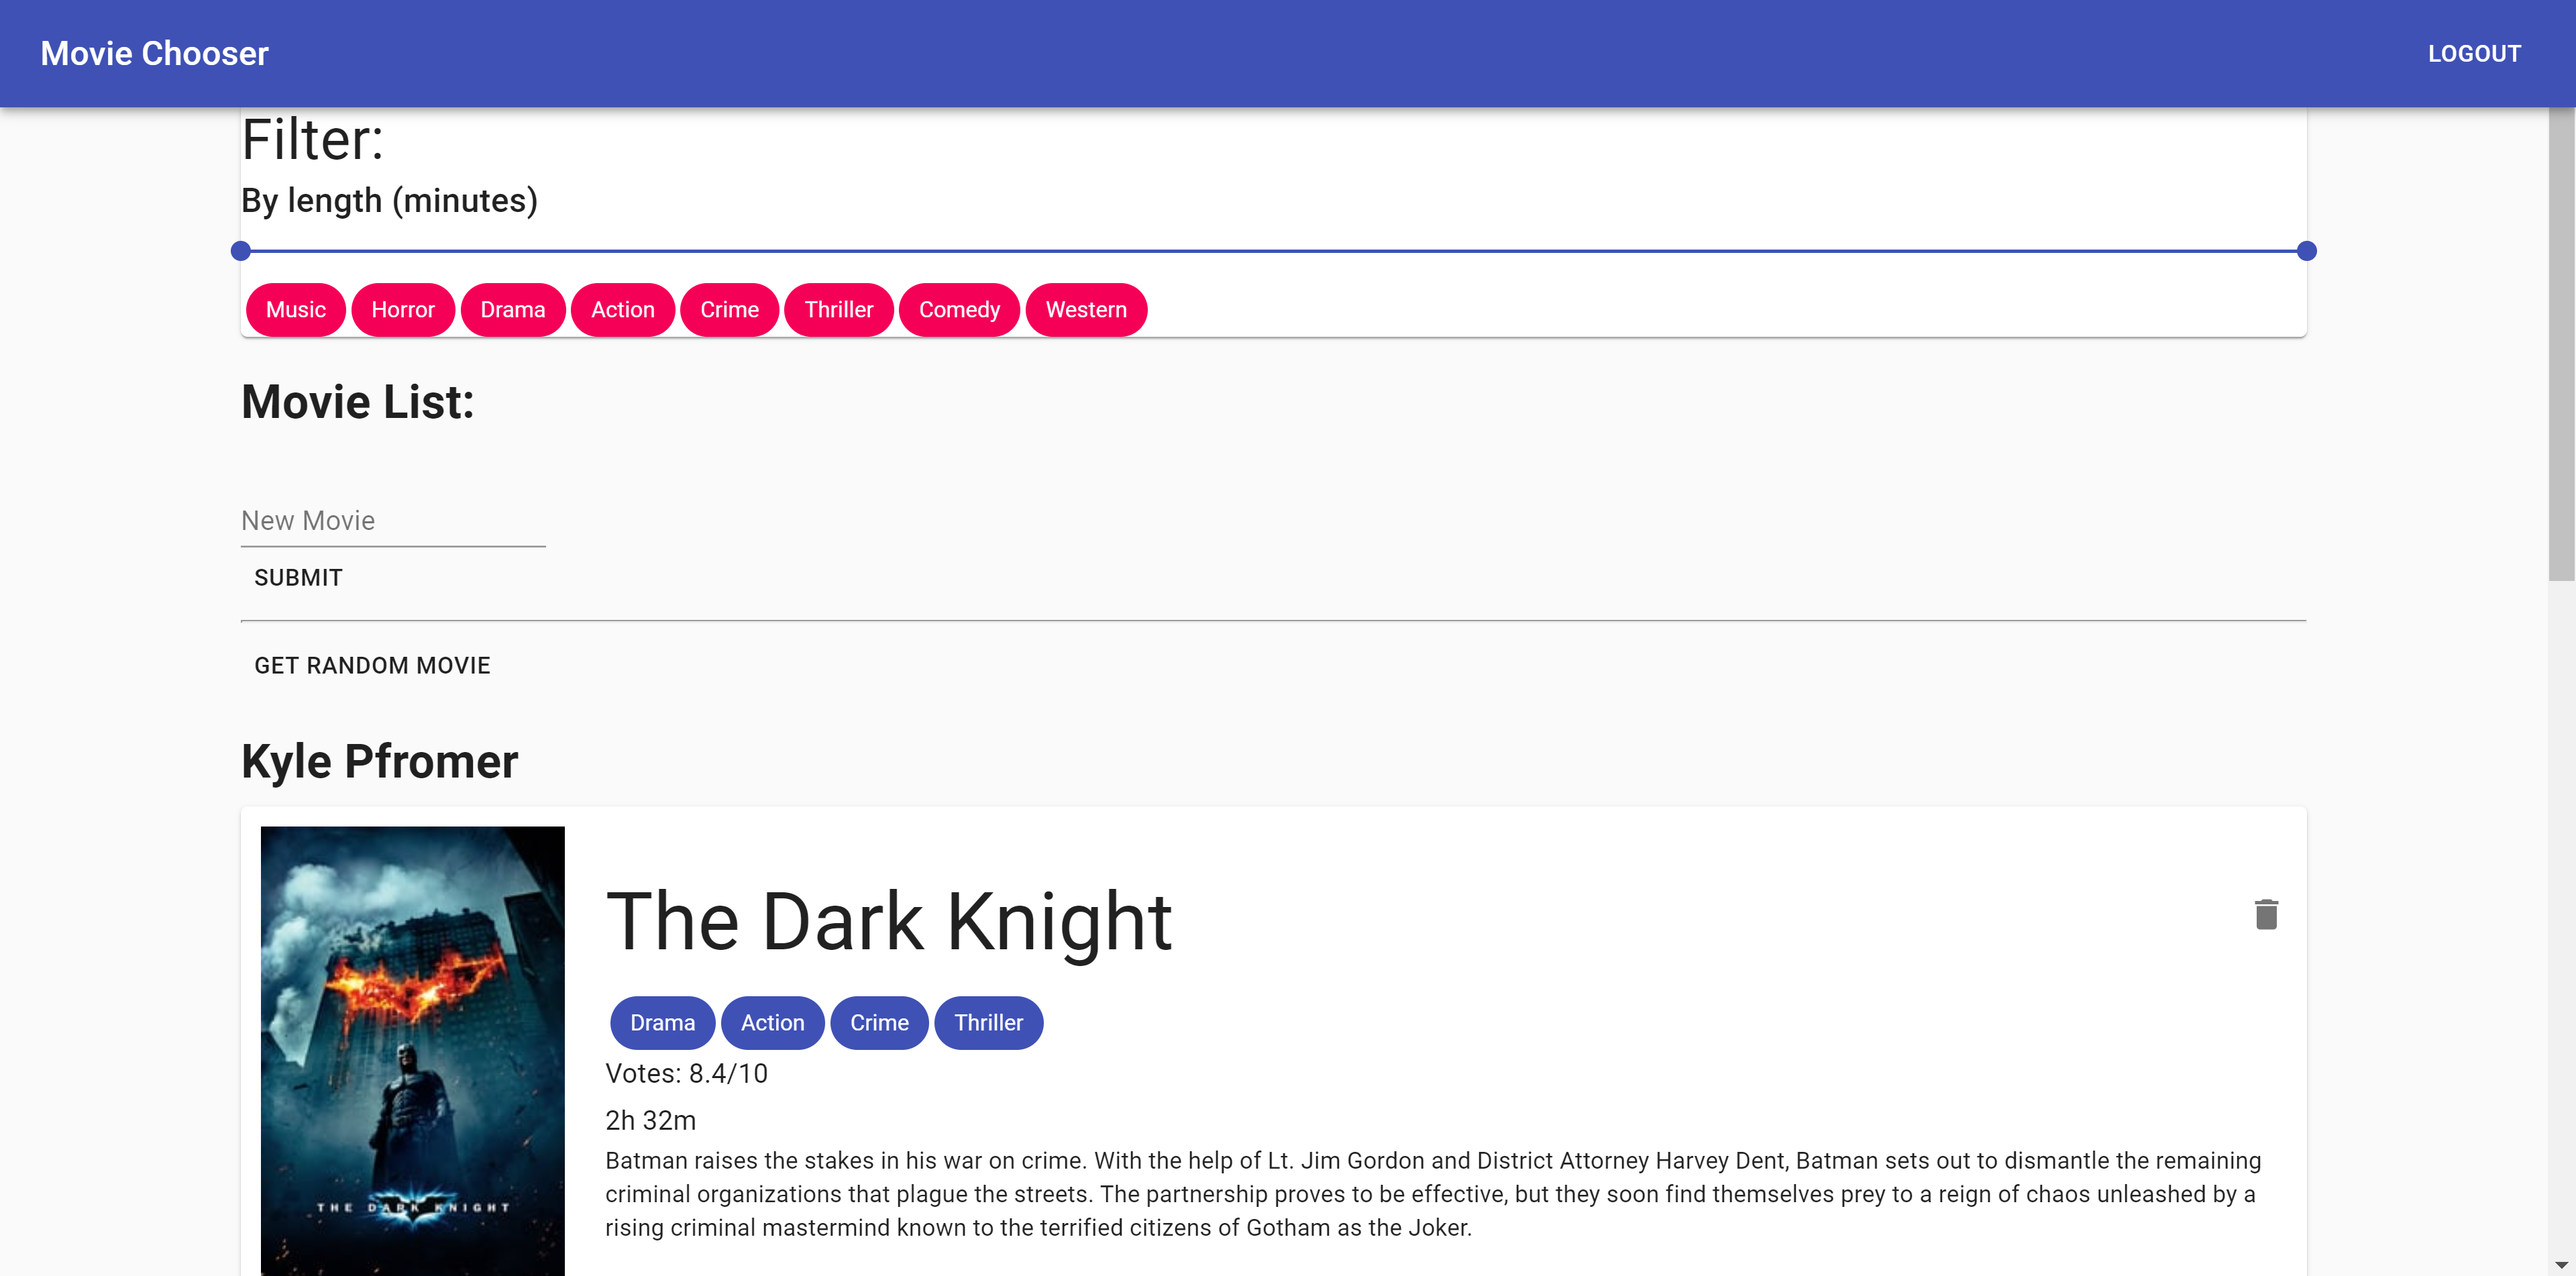 Movie Chooser
LOGOUT
Filter:
By length (minutes)
Music Horror Drama Action Crime Thriller Comedy Western
Movie List:
New Movie
SUBMIT
GET RANDOM MOVIE
Kyle Pfromer
The Dark Knight
Drama Action Crime Thriller
Votes: 8.4/10
2h 32m
Batman raises the stakes in his war on crime. With the help of Lt. Jim Gordon and District Attorney Harvey Dent, Batman sets out to dismantle the remaining
criminal organizations that plague the streets. The partnership proves to be effective, but they soon find themselves prey to a reign of chaos unleashed by a
rising criminal mastermind known to the terrified citizens of Gotham as the Joker.
THE DARK KNIGHT